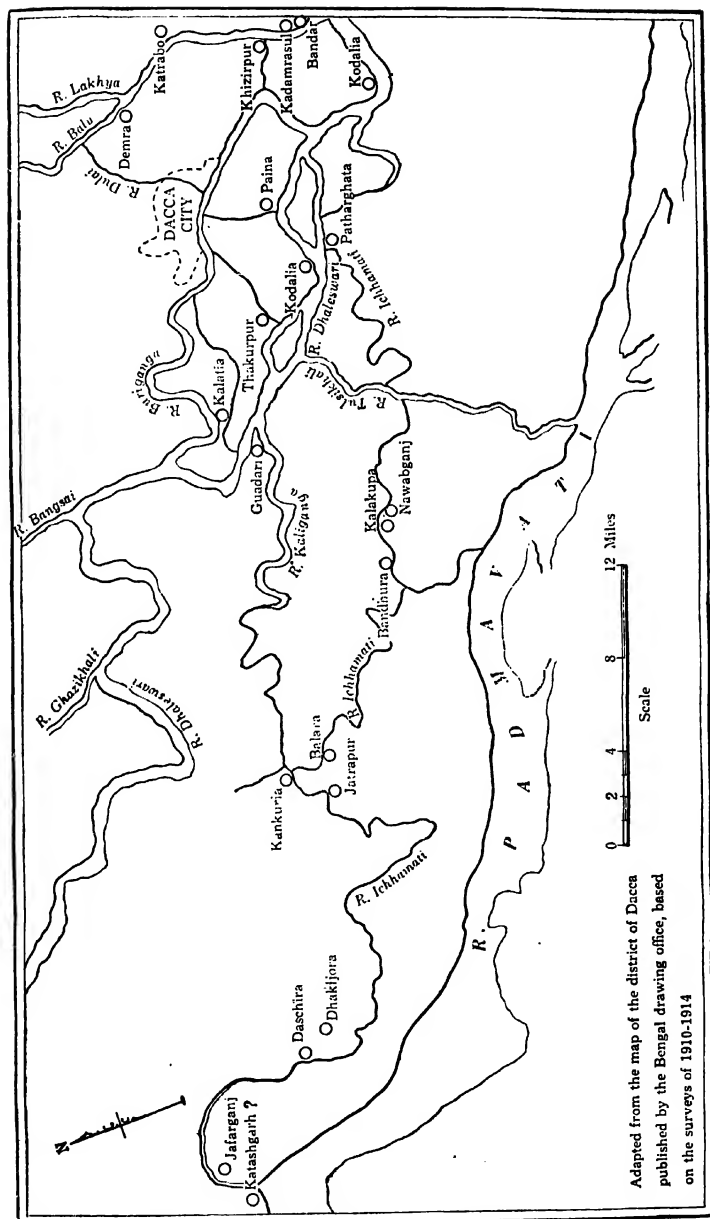 N
R. Lakhya
R. Balu
Katrabo
Demra
R. Dulai
DACCA
CITY
Khizirpur
Kadamrasul
Bandar
Kodalia
Paina
Patharghata
R. Ichhamati
Kodalia
R. Dhaleswari
Thakurpur
R. Buriganga
Kalatia
R. Tulsikhali
R. Bangsai
Guadari
R. Kaliganga
Kalakupa
Nawabganj
Bandhura
R. Ghazikhali
R. Dhaleswari
R Ichhamati
Balara
Jatrapur
Kankuria
R. Ichhamati
Daschira
Dhakijora
Jafarganj
Katashgarh ?
R. PADMAVATI
0 2 4 8 12 Miles
Scale
Adapted from the map of the district of Dacca
published by the Bengal drawing office, based
on the surveys of 1910-1914